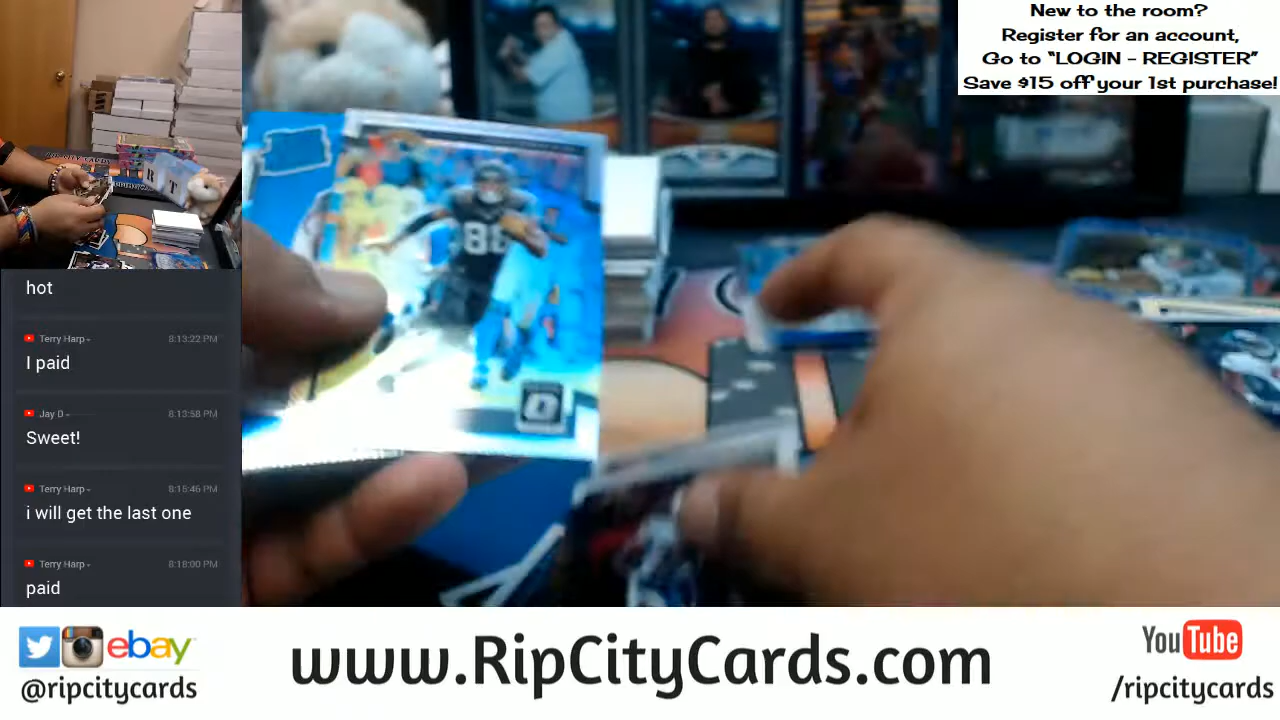 New to the room?
Register for an account,
Go to "LOGIN - REGISTER"
Save $15 off your 1st purchase!
hot
Terry Harp
8:13:22 PM
I paid
Jay D
8:13:58 PM
Sweet!
Terry Harp
8:15:46 PM
i will get the last one
Terry Harp
8:18:00 PM
paid
88
ebay
@ripcitycards
www.RipCityCards.com
YouTube
/ripcitycards